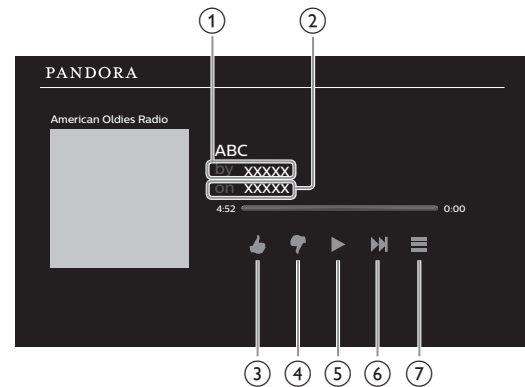 ① ②
PANDORA
American Oldies Radio
ABC
by xxxxx
on xxxxx
4:52 0:00
③ ④ ⑤ ⑥ ⑦